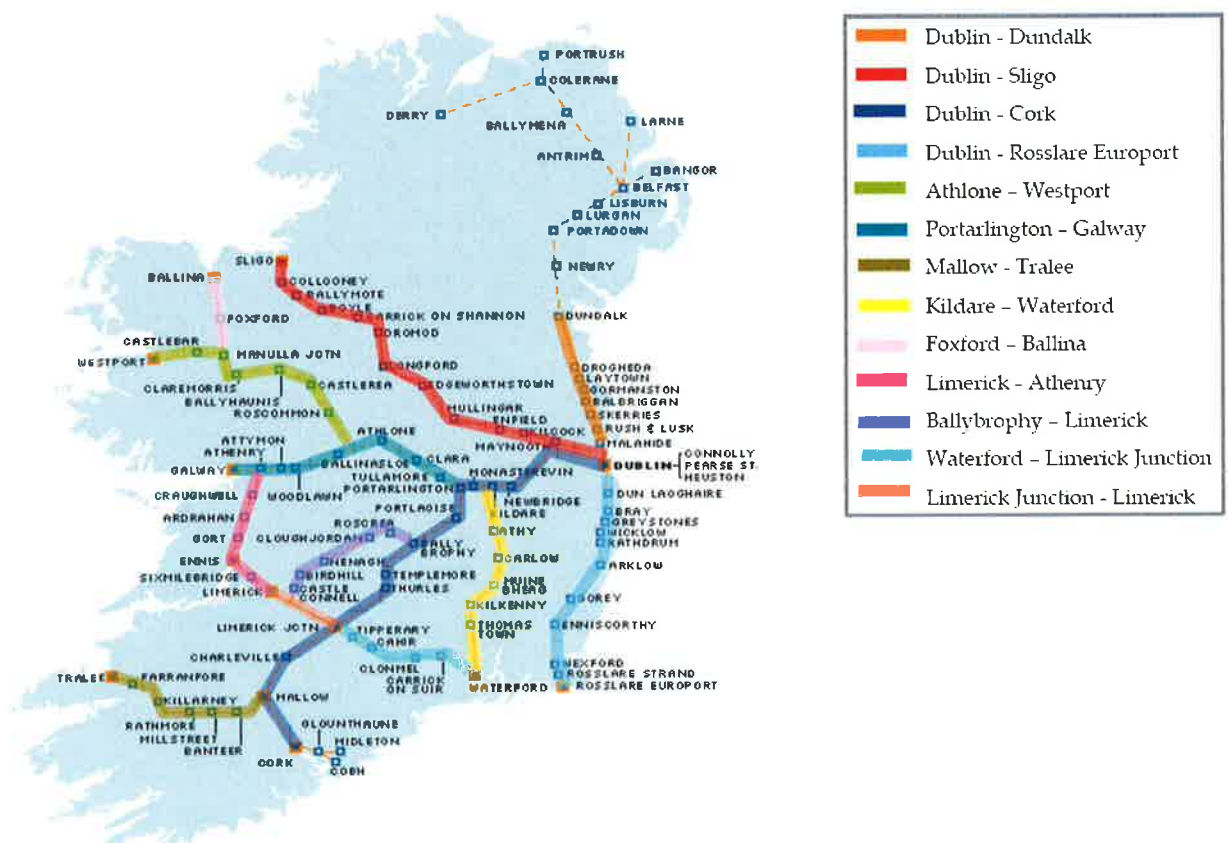 PORTRUSH
COLERANE
DERRY
BALLYMENA
LARNE
ANTRIM
BANGOR
BELFAST
LISBURN
LURGAN
PORTADOWN
NEWRY
SLIGO
BALLINA
COLLOONEY
BALLYMOTE
BOYLE
CARRICK ON SHANNON
FOXFORD
DUNDALK
DROMOD
CASTLEBAR
WESTPORT
MANULLA JCTN
LONGFORD
DROGHEDA
LAYTOWN
CLAREMORRIS
CASTLEREA
EDGEWORTHSTOWN
GORMANSTON
BALLYHAUNIS
BALBRIGGAN
ROSCOMMON
MULLINGAR
SKERRIES
ENFIELD
RUSH & LUSK
ATHLONE
KILCOCK
ATTYMON
MAYNOOTH
MALAHIDE
ATHENRY
CONNOLLY
BALLINASLOE
CLARA
DUBLIN
PEARSE ST.
GALWAY
MONASTEREVIN
HEUSTON
TULLAMORE
CRAUGHWELL
WOODLAWN
PORTARLINGTON
NEWBRIDGE
DUN LAOGHAIRE
KILDARE
PORTLAOISE
BRAY
ARDRAHAN
ROSCREA
GREYSTONES
ATHY
WICKLOW
GORT
CLOUGHJORDAN
BALLY
BROPHY
RATHDRUM
ENNIS
NENAGH
CARLOW
ARKLOW
SIXMILEBRIDGE
BIRDHILL
TEMPLEMORE
MUINE
BHEAG
LIMERICK
CASTLE
CONNELL
THURLES
GOREY
KILKENNY
LIMERICK JCTN
TIPPERARY
THOMAS
TOWN
ENNISCORTHY
CAHIR
CHARLEVILLE
CLONMEL
WEXFORD
TRALEE
FARRANFORE
CARRICK
ON SUIR
WATERFORD
ROSSLARE STRAND
ROSSLARE EUROPORT
KILLARNEY
MALLOW
RATHMORE
MILLSTREET
BANTEER
GLOUNTHAUNE
MIDLETON
CORK
COBH
Dublin - Dundalk
Dublin - Sligo
Dublin - Cork
Dublin - Rosslare Europort
Athlone – Westport
Portarlington – Galway
Mallow - Tralee
Kildare – Waterford
Foxford – Ballina
Limerick - Athenry
Ballybrophy – Limerick
Waterford – Limerick Junction
Limerick Junction - Limerick